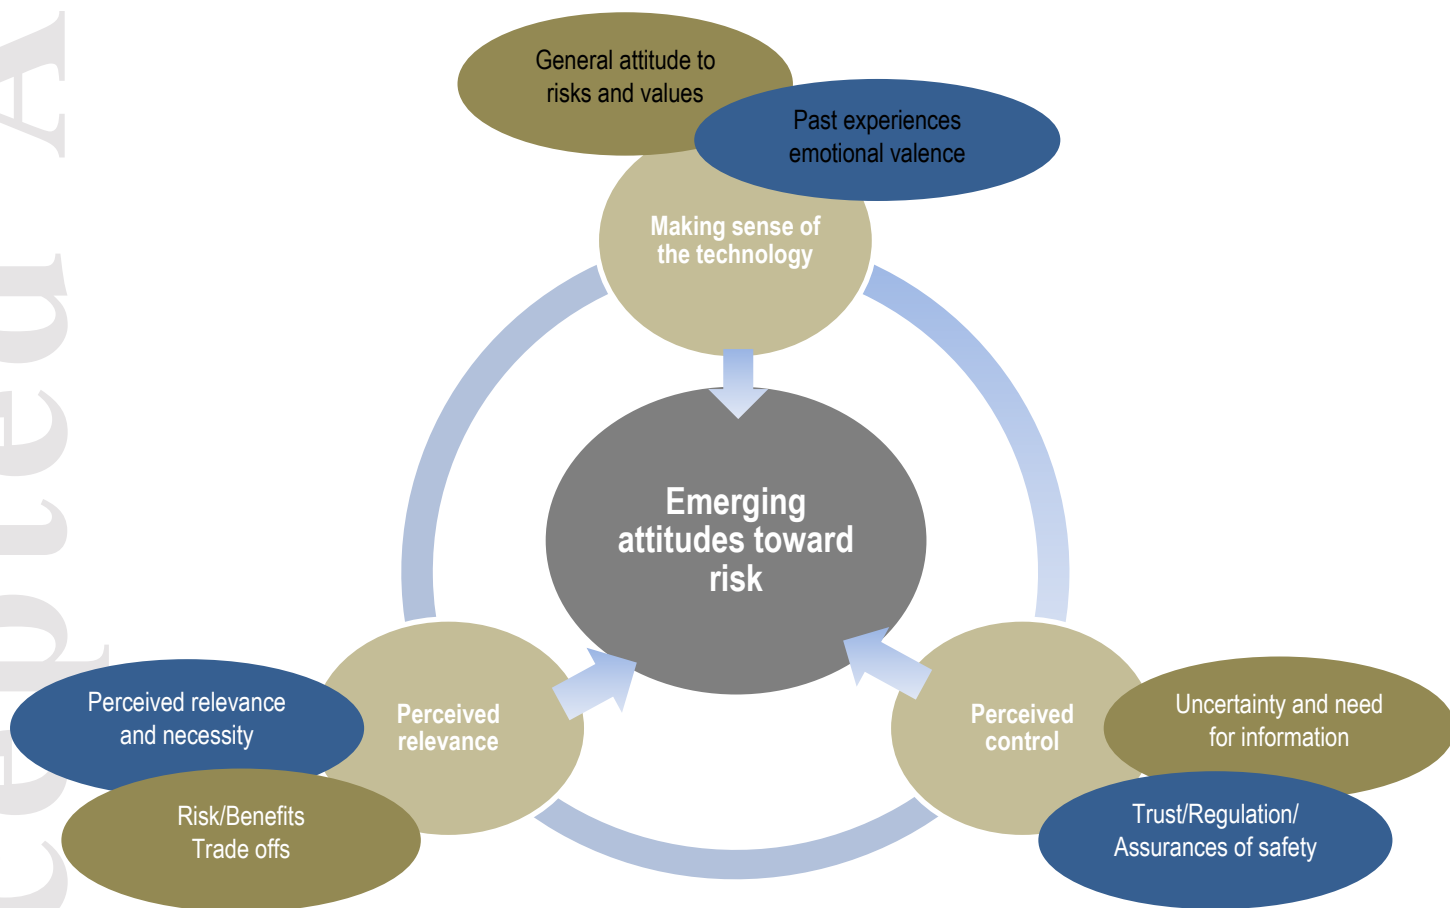 General attitude to
risks and values
Past experiences
emotional valence
Making sense of
the technology
Emerging
attitudes toward
risk
Perceived relevance
and necessity
Perceived
relevance
Risk/Benefits
Trade offs
Perceived
control
Uncertainty and need
for information
Trust/Regulation/
Assurances of safety
cepted A